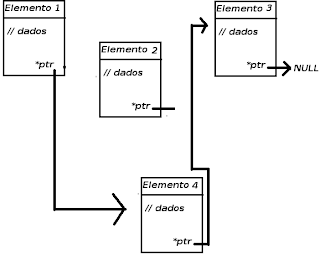 Elemento 1
// dados
*ptr
Elemento 2
// dados
*ptr
Elemento 3
// dados
*ptr
NULL
Elemento 4
// dados
*ptr